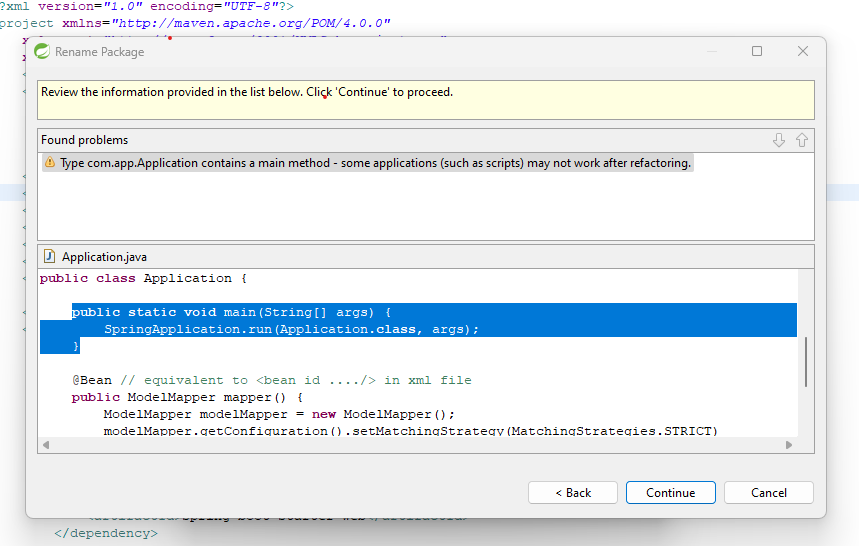 ?xml version="1.0" encoding="UTF-8"?>
project xmlns="http://maven.apache.org/POM/4.0.0"
Rename Package
Review the information provided in the list below. Click 'Continue' to proceed.
Found problems
Type com.app.Application contains a main method - some applications (such as scripts) may not work after refactoring.
Application.java
public class Application {
public static void main(String[] args) {
SpringApplication.run(Application.class, args);
}
@Bean // equivalent to <bean id ..../> in xml file
public ModelMapper mapper() {
ModelMapper modelMapper = new ModelMapper();
modelMapper.getConfiguration().setMatchingStrategy(MatchingStrategies.STRICT)
< Back
Continue
Cancel
</dependency>